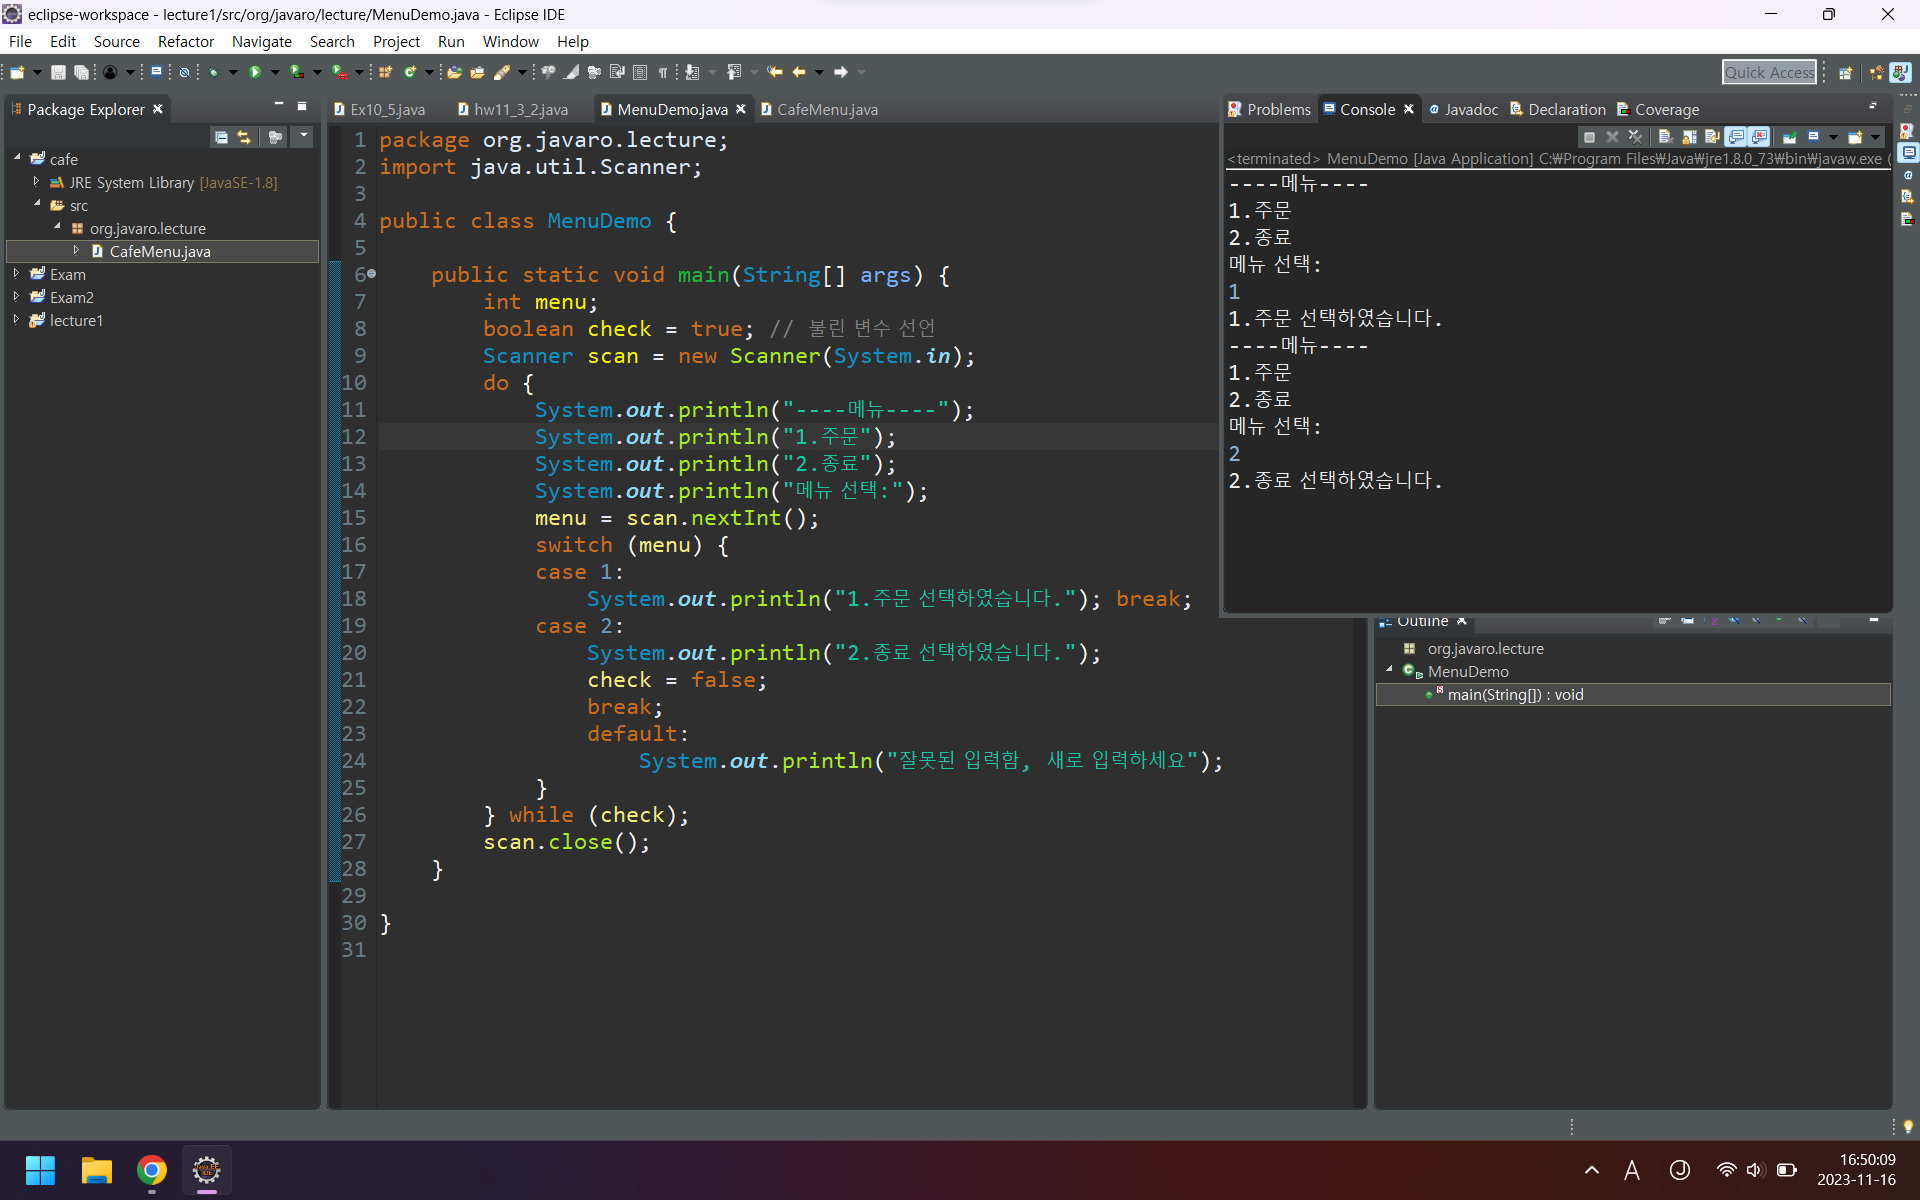 eclipse-workspace - lecture1/src/org/javaro/lecture/MenuDemo.java - Eclipse IDE
File Edit Source Refactor Navigate Search Project Run Window Help
Quick Access
Package Explorer
cafe
JRE System Library [JavaSE-1.8]
src
org.javaro.lecture
CafeMenu.java
Exam
Exam2
lecture1
Ex10_5.java hw11_3_2.java MenuDemo.java CafeMenu.java
1 package org.javaro.lecture;
2 import java.util.Scanner;
3
4 public class MenuDemo {
5
6 public static void main(String[] args) {
7 int menu;
8 boolean check = true; // 불린 변수 선언
9 Scanner scan = new Scanner(System.in);
10 do {
11 System.out.println("----메뉴----");
12 System.out.println("1.주문");
13 System.out.println("2.종료");
14 System.out.println("메뉴 선택:");
15 menu = scan.nextInt();
16 switch (menu) {
17 case 1:
18 System.out.println("1.주문 선택하였습니다."); break;
19 case 2:
20 System.out.println("2.종료 선택하였습니다.");
21 check = false;
22 break;
23 default:
24 System.out.println("잘못된 입력함, 새로 입력하세요");
25 }
26 } while (check);
27 scan.close();
28 }
29
30 }
31
Problems Console Javadoc Declaration Coverage
<terminated> MenuDemo [Java Application] C:₩Program Files₩Java₩jre1.8.0_73₩bin₩javaw.exe (
----메뉴----
1.주문
2.종료
메뉴 선택:
1
1.주문 선택하였습니다.
----메뉴----
1.주문
2.종료
메뉴 선택:
2
2.종료 선택하였습니다.
Outline
org.javaro.lecture
MenuDemo
main(String[]) : void
A
16:50:09
2023-11-16